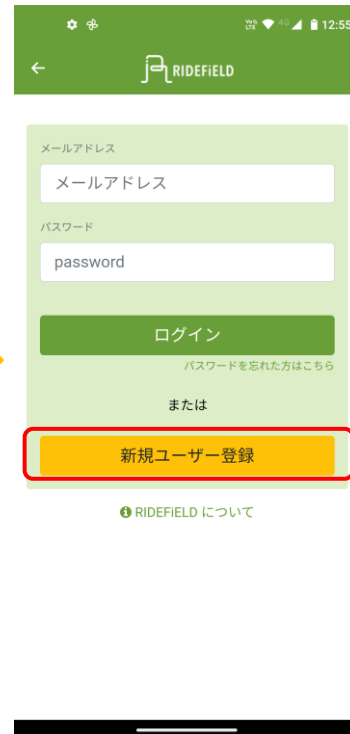 Vo)) LTE 4G 12:55
RIDEFiELD
メールアドレス
メールアドレス
パスワード
password
ログイン
パスワードを忘れた方はこちら
または
新規ユーザー登録
RIDEFiELD について